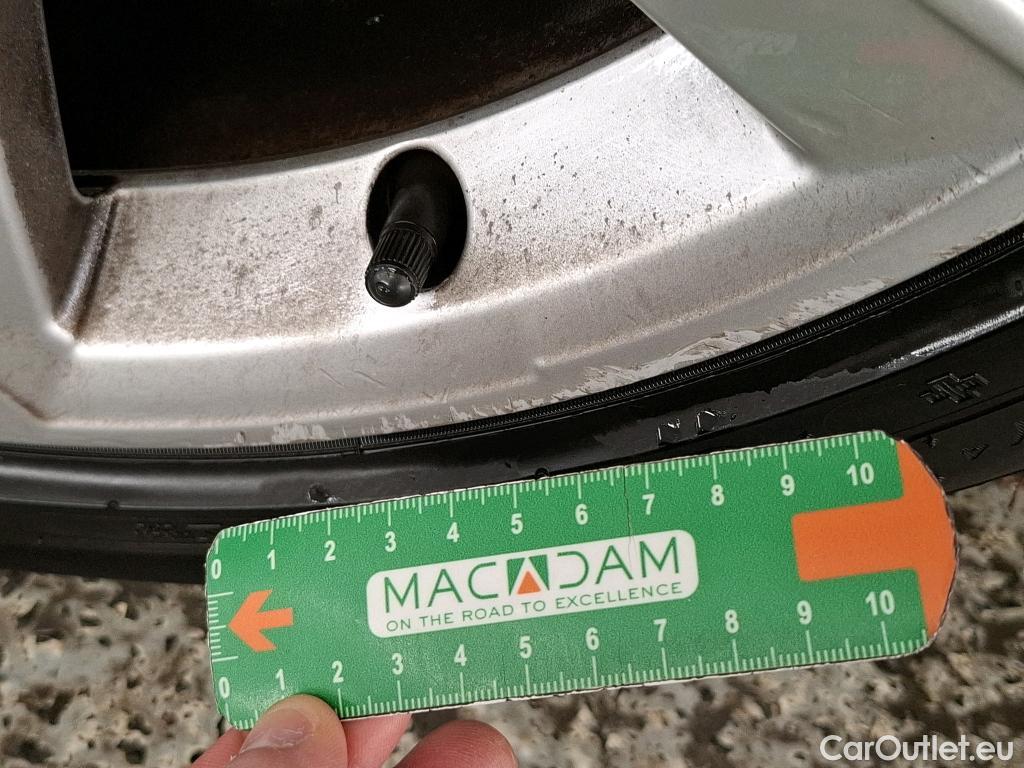 0 1 2 3 4 5 6 7 8 9 10
MACADAM
ON THE ROAD TO EXCELLENCE
0 1 2 3 4 5 6 7 8 9 10
CarOutlet.eu